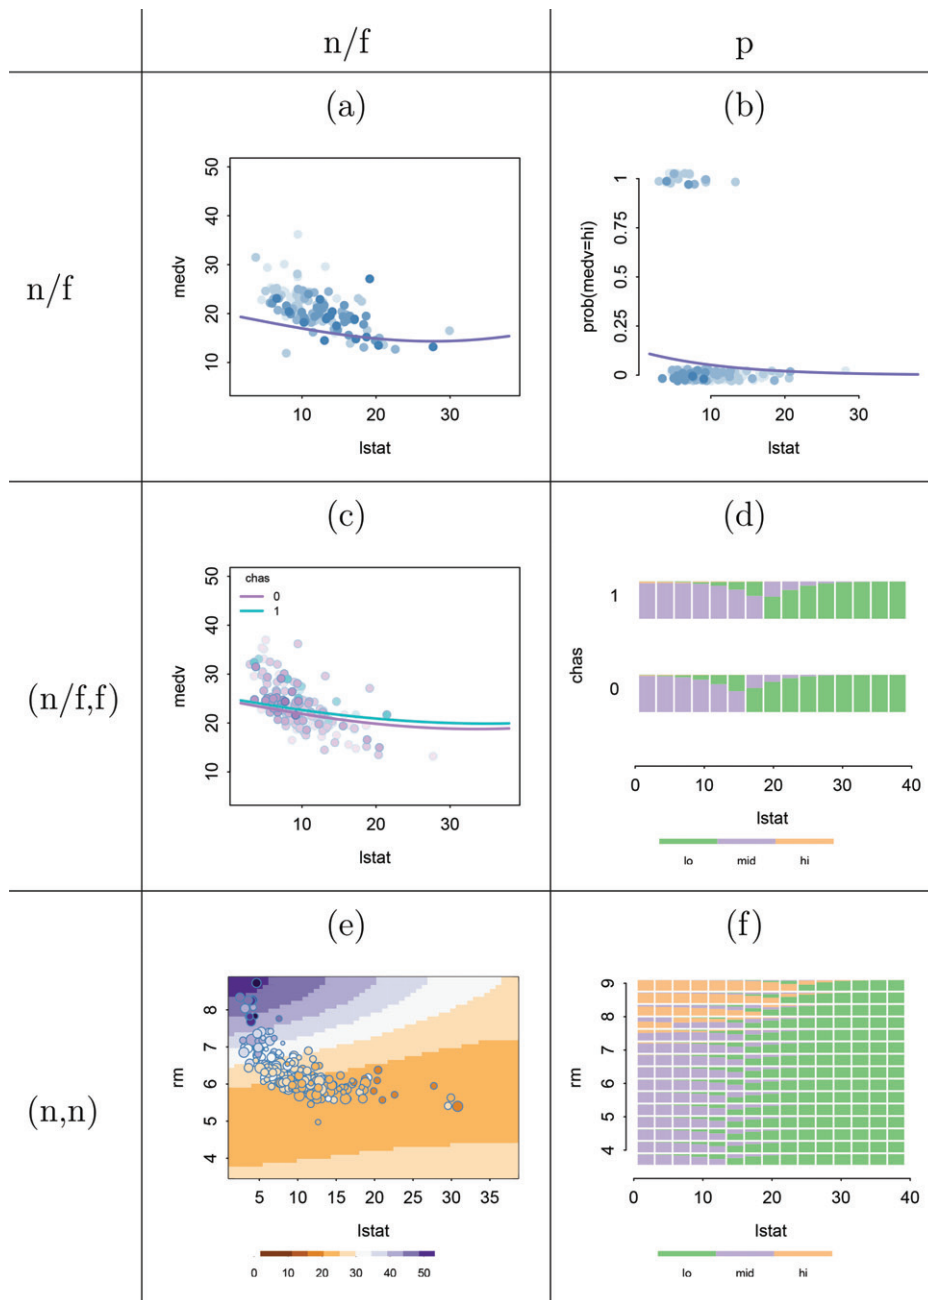 n/f p
n/f
(a)
50
40
30
20
10
medv
10 20 30
lstat
(b)
1
0.75
0.5
0.25
0
prob(medv=hi)
10 20 30
lstat
(n/f,f)
(c)
chas
0
1
50
40
30
20
10
medv
10 20 30
lstat
(d)
1
0
chas
0 10 20 30 40
lstat
lo mid hi
(n,n)
(e)
8
7
6
5
4
rm
5 10 15 20 25 30 35
lstat
0 10 20 30 40 50
(f)
9
8
7
6
5
4
rm
0 10 20 30 40
lstat
lo mid hi